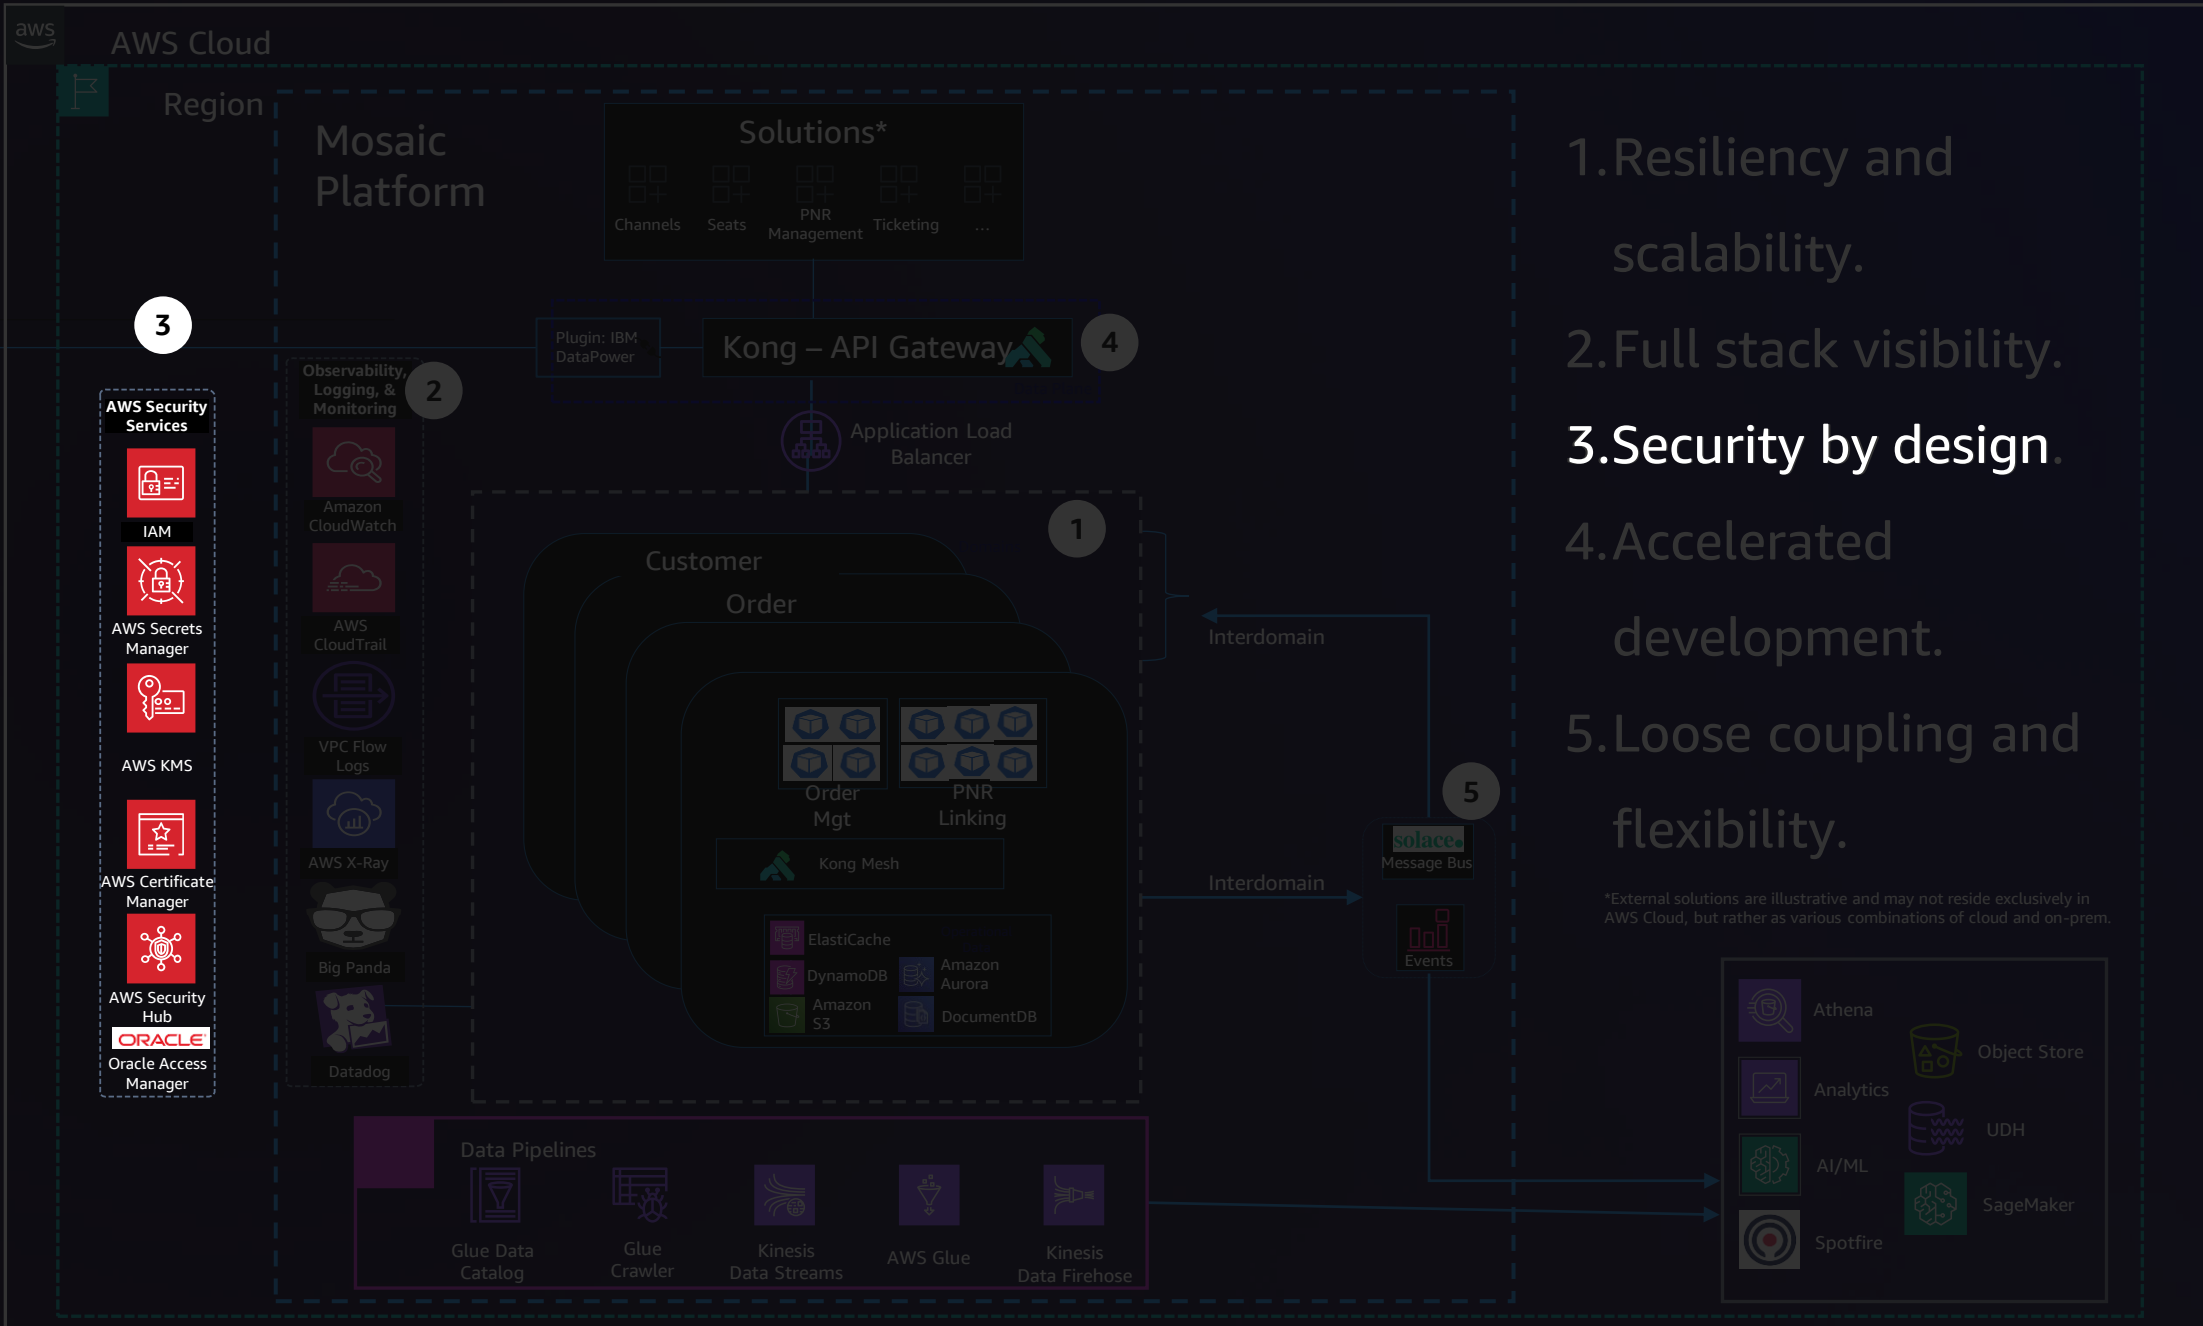 aws
AWS Cloud
Region
Mosaic
Platform
Solutions*
Channels
Seats
PNR
Management
Ticketing
...
3
Plugin: IBM
DataPower
Kong – API Gateway
4
Observability,
Logging, &
Monitoring
2
AWS Security
Services
IAM
AWS Secrets
Manager
AWS KMS
AWS Certificate
Manager
AWS Security
Hub
ORACLE
Oracle Access
Manager
Amazon
CloudWatch
AWS
CloudTrail
VPC Flow
Logs
AWS X-Ray
Big Panda
Datadog
Application Load
Balancer
1
Customer
Order
Order
Mgt
PNR
Linking
Kong Mesh
ElastiCache
DynamoDB
Amazon
S3
Amazon
Aurora
DocumentDB
Interdomain
Interdomain
5
solace.
Message Bus
Events
Data Pipelines
Glue Data
Catalog
Glue
Crawler
Kinesis
Data Streams
AWS Glue
Kinesis
Data Firehose
1.Resiliency and
scalability.
2.Full stack visibility.
3.Security by design.
4.Accelerated
development.
5.Loose coupling and
flexibility.
*External solutions are illustrative and may not reside exclusively in
AWS Cloud, but rather as various combinations of cloud and on-prem.
Athena
Analytics
AI/ML
Spotfire
Object Store
UDH
SageMaker